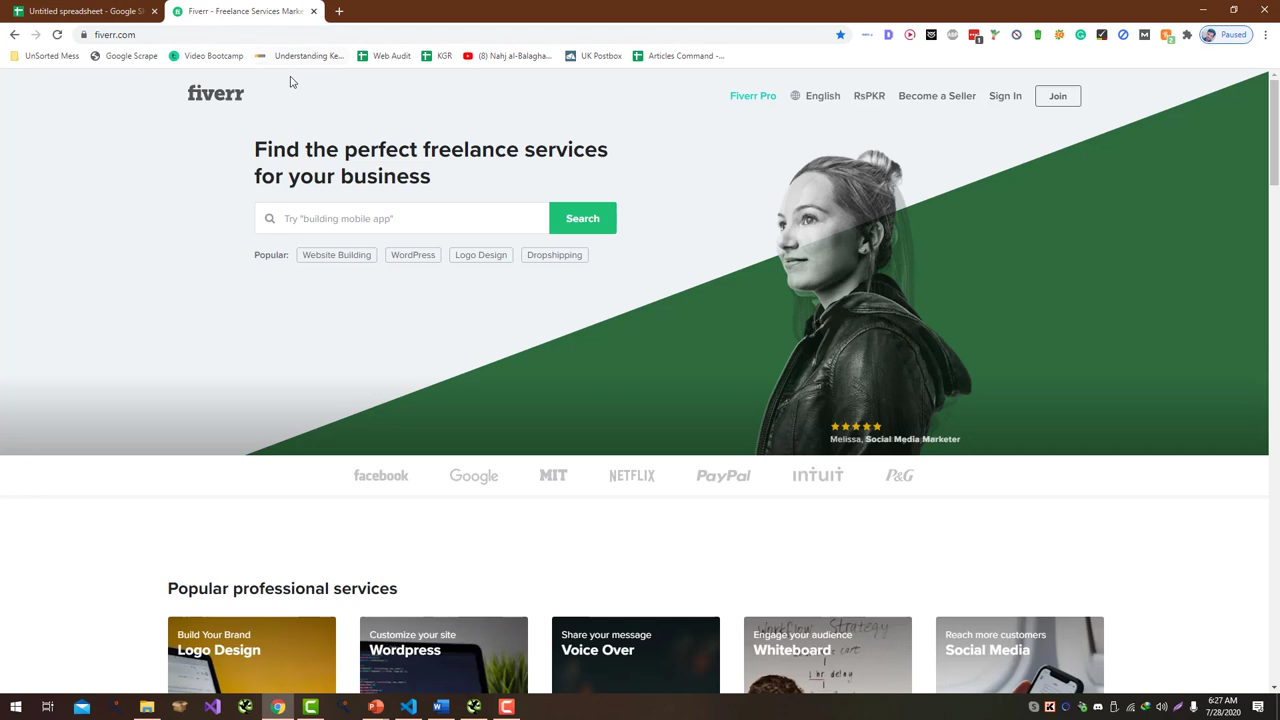 Untitled spreadsheet - Google S
Fiverr - Freelance Services Marke
fiverr.com
Paused
UnSorted Mess
Google Scrape
Video Bootcamp
Understanding Ke...
Web Audit
KGR
(8) Nahj al-Balagha...
UK Postbox
Articles Command -...
fiverr
Fiverr Pro
English
RsPKR
Become a Seller
Sign In
Join
Find the perfect freelance services
for your business
Try "building mobile app"
Search
Popular:
Website Building
WordPress
Logo Design
Dropshipping
Melissa, Social Media Marketer
facebook
Google
MIT
NETFLIX
PayPal
INTUIT
P&G
Popular professional services
Build Your Brand
Logo Design
Customize your site
Wordpress
Share your message
Voice Over
Engage your audience
Whiteboard
Reach more customers
Social Media
6:27 AM
7/28/2020